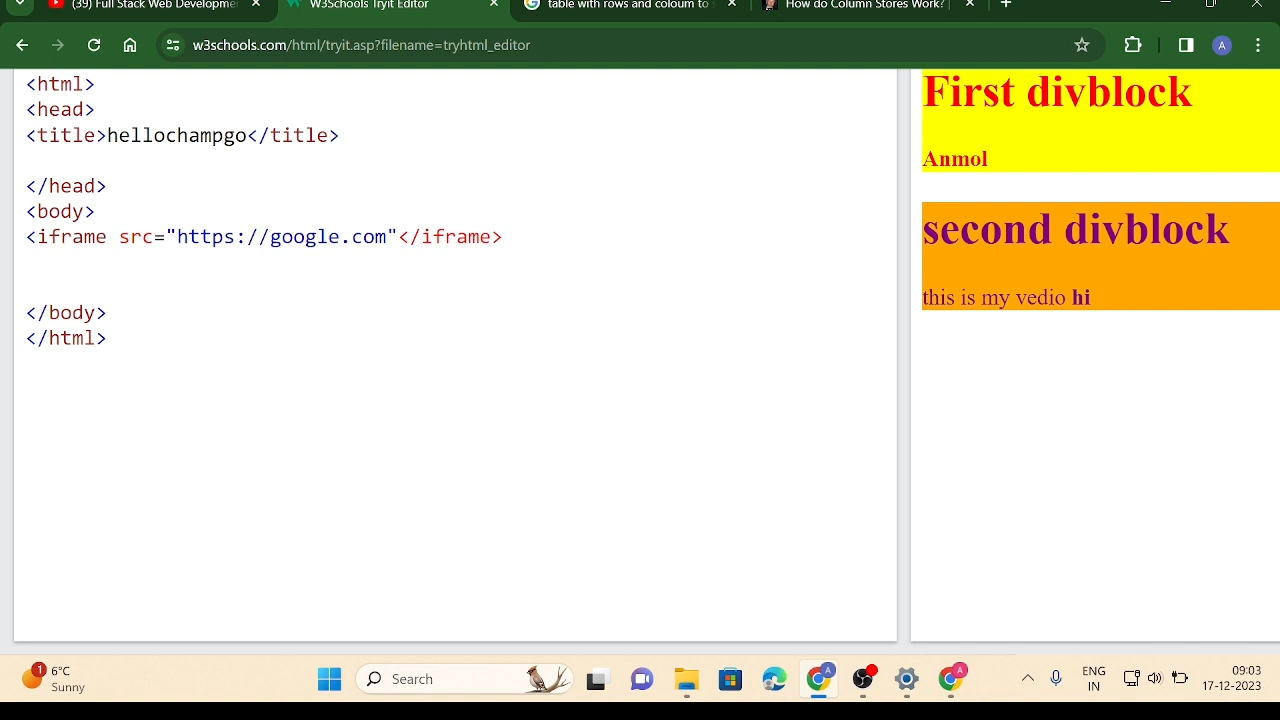 (39) Full Stack Web Developmen
W3Schools Tryit Editor
table with rows and coloum to
How do Column Stores Work?
w3schools.com/html/tryit.asp?filename=tryhtml_editor
A
<html>
<head>
<title>hellochampgo</title>
</head>
<body>
<iframe src="https://google.com"</iframe>
</body>
</html>
First divblock
Anmol
second divblock
this is my vedio hi
1
6°C
Sunny
Search
A
A
ENG
IN
09:03
17-12-2023